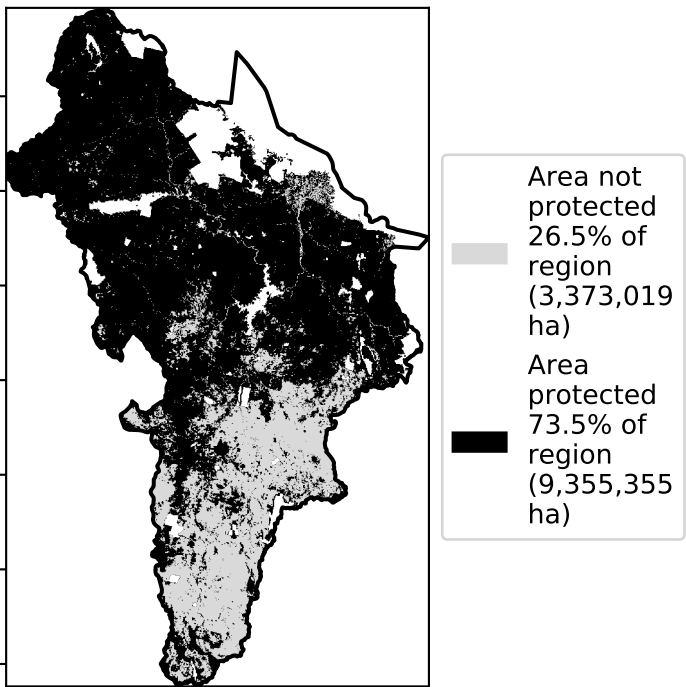 Area not
protected
26.5% of
region
(3,373,019
ha)
Area
protected
73.5% of
region
(9,355,355
ha)